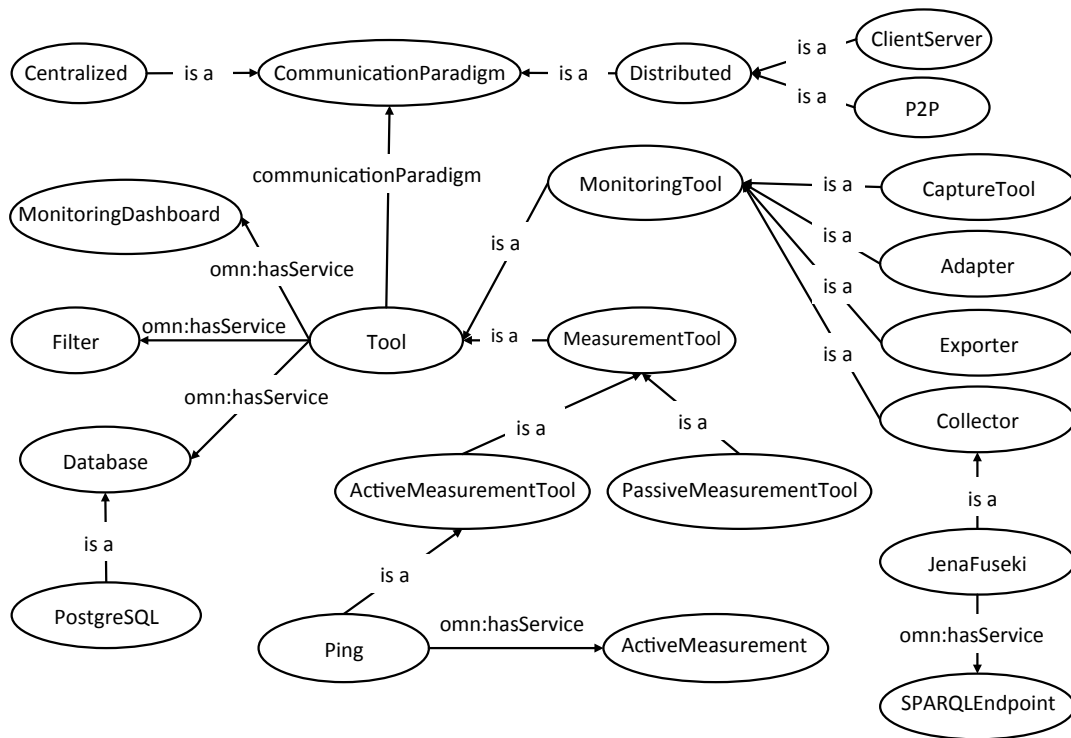 ClientServer
is a
Centralized
is a
CommunicationParadigm
is a
Distributed
is a
P2P
communicationParadigm
MonitoringTool
is a
CaptureTool
MonitoringDashboard
is a
is a
Adapter
omn:hasService
is a
omn:hasService
Filter
Tool
is a
MeasurementTool
Exporter
is a
omn:hasService
Collector
is a
is a
Database
ActiveMeasurementTool
PassiveMeasurementTool
is a
is a
JenaFuseki
is a
PostgreSQL
omn:hasService
omn:hasService
Ping
ActiveMeasurement
SPARQLEndpoint